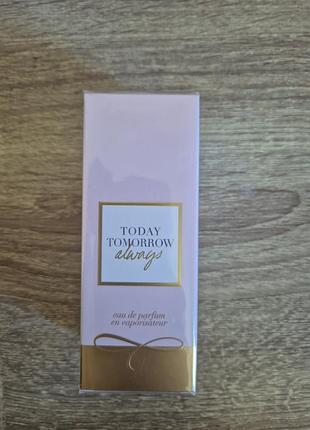 TODAY
TOMORROW
always
eau de parfum
en vaporisateur